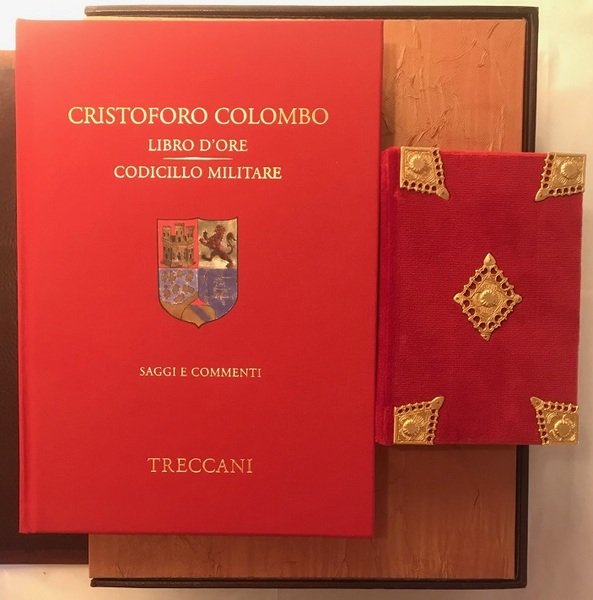 CRISTOFORO COLOMBO
LIBRO D'ORE
CODICILLO MILITARE
SAGGI E COMMENTI
TRECCANI